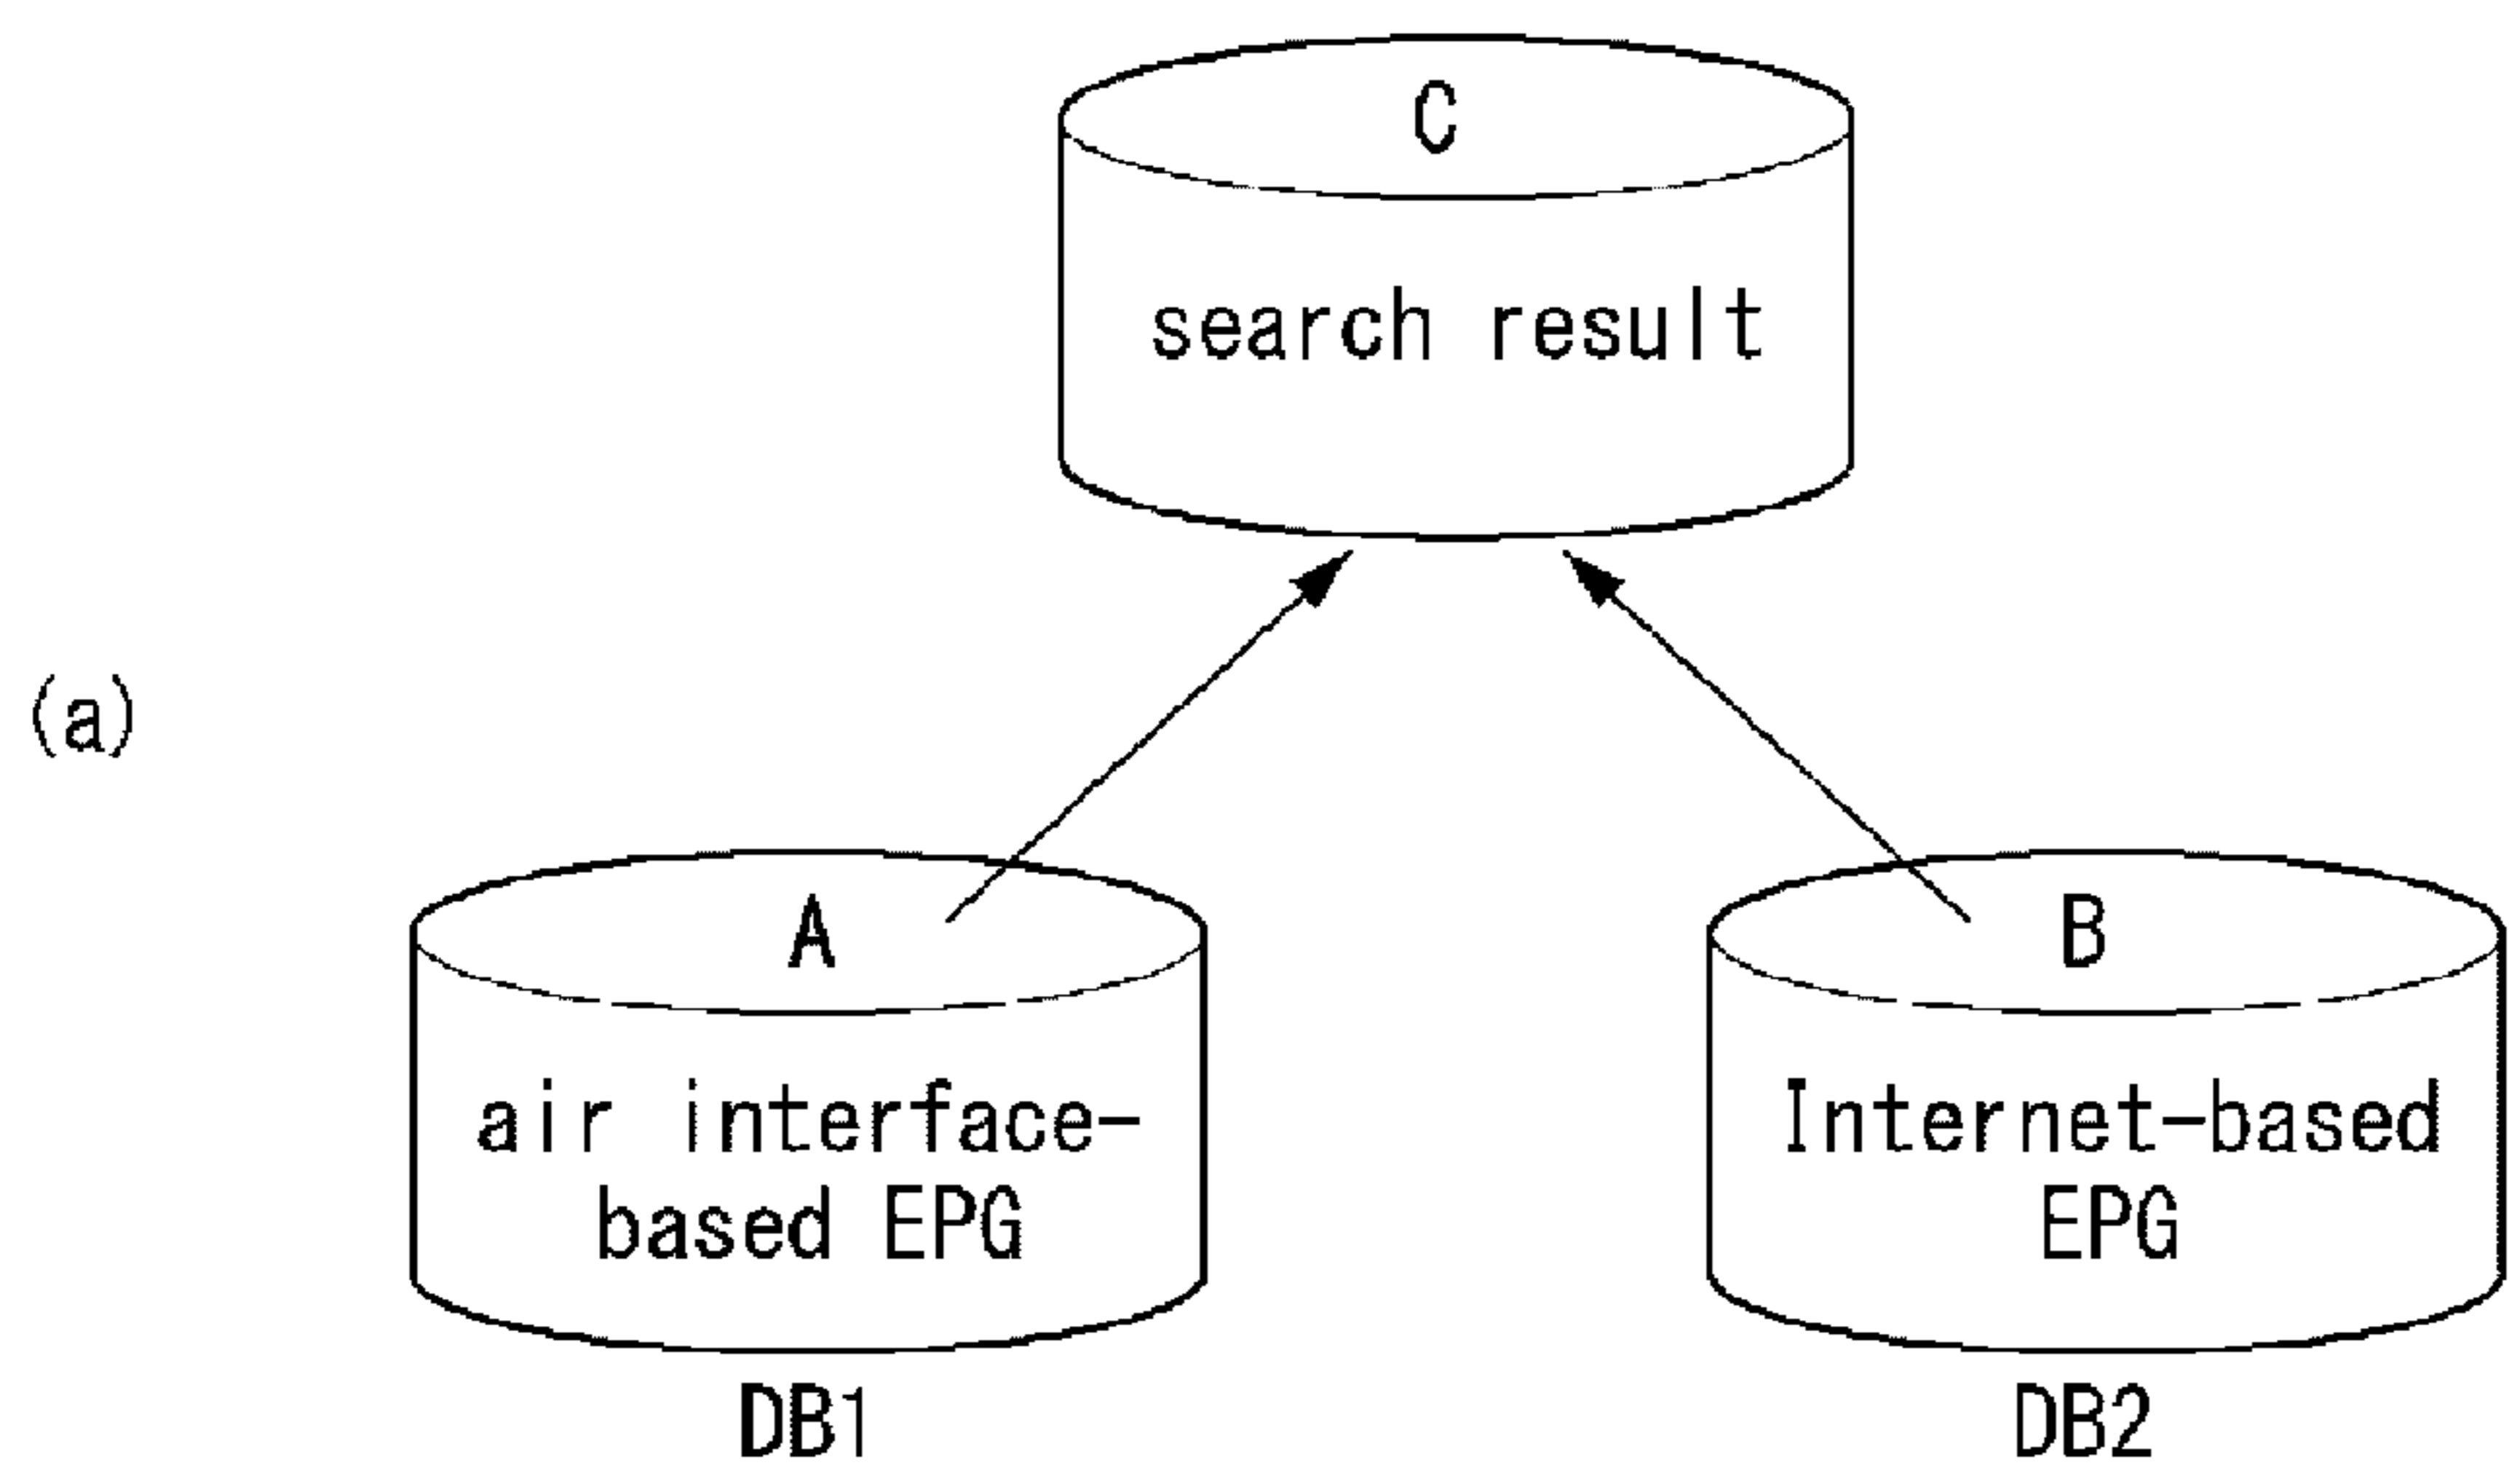 C
search result
(a)
A
B
air interface-
based EPG
Internet-based
EPG
DB1
DB2